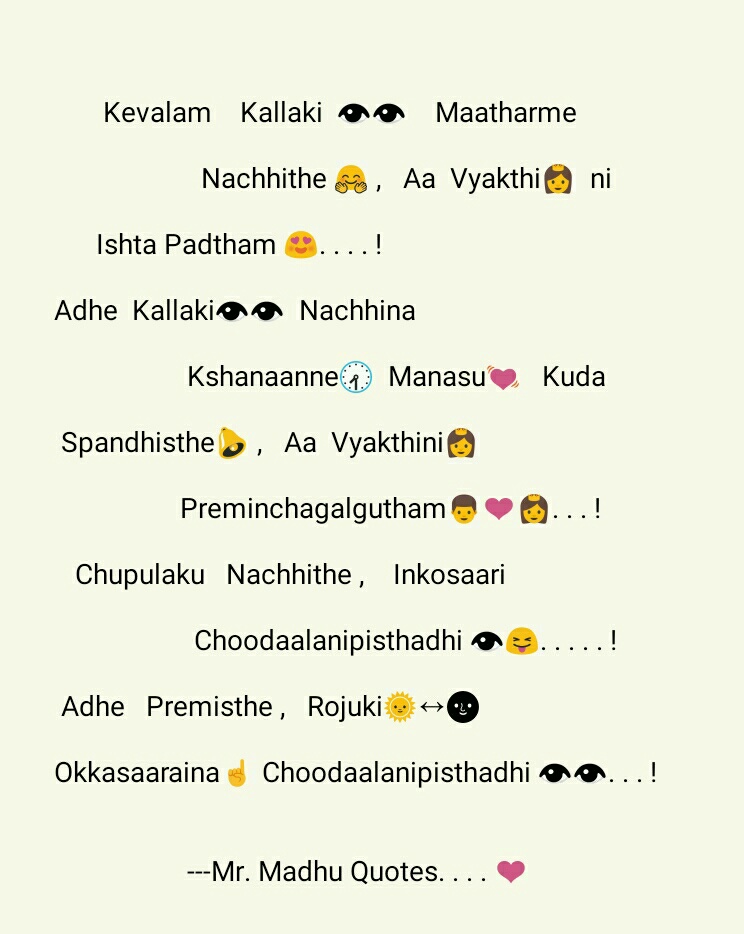 Kevalam Kallaki 👁👁 Maatharme
Nachhithe 🤗 , Aa Vyakthi👸 ni
Ishta Padtham 😍. . . . !
Adhe Kallaki👁👁 Nachhina
Kshanaanne🕢 Manasu💓 Kuda
Spandhisthe🔔 , Aa Vyakthini👸
Preminchagalgutham👨❤👸. . . !
Chupulaku Nachhithe , Inkosaari
Choodaalanipisthadhi 👁😝. . . . . !
Adhe Premisthe , Rojuki🌞↔🌚
Okkasaaraina☝ Choodaalanipisthadhi 👁👁. . . !
---Mr. Madhu Quotes. . . . ❤